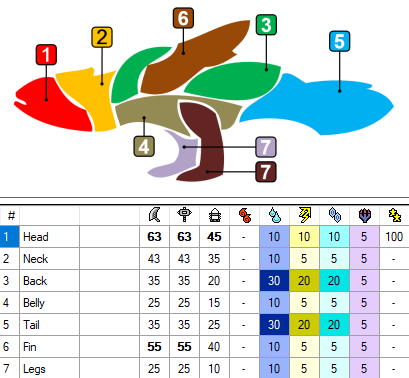 6
3
2
1
5
4
7
7
#
1 Head 63 63 45 - 10 10 10 5 100
2 Neck 43 43 35 - 10 5 5 5 -
3 Back 35 35 20 - 30 20 20 5 -
4 Belly 25 25 15 - 10 5 5 5 -
5 Tail 35 35 25 - 30 20 20 5 -
6 Fin 55 55 40 - 10 5 5 5 -
7 Legs 25 25 10 - 10 5 5 5 -